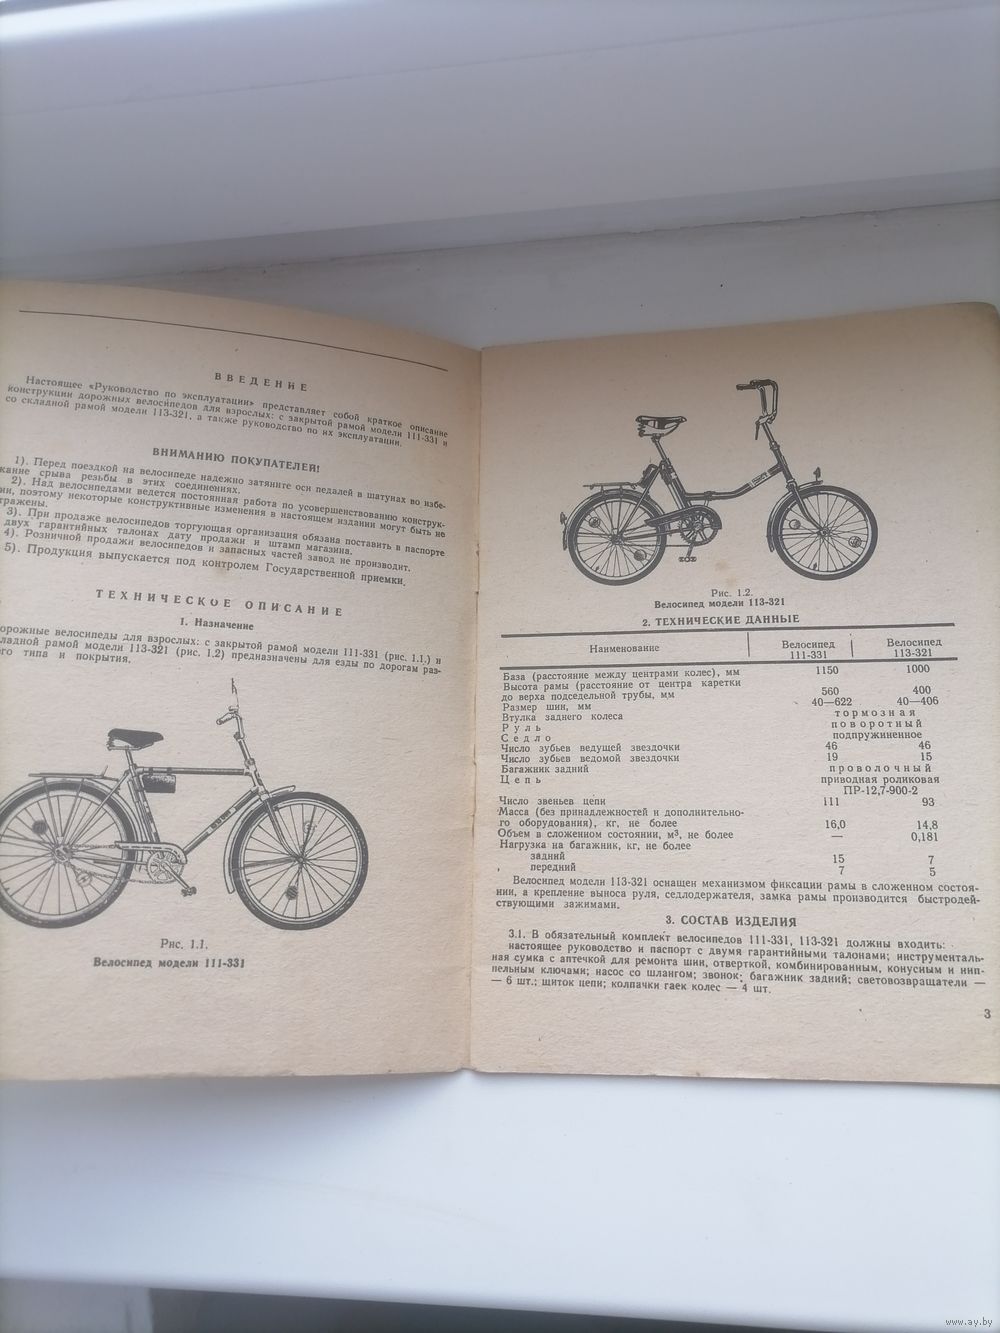 ВВЕДЕНИЕ
Настоящее «Руководство по эксплуатации» представляет собой краткое описание
конструкции дорожных велосипедов для взрослых: с закрытой рамой модели 111-331 и
со складной рамой модели 113-321, а также руководство по их эксплуатации.
ВНИМАНИЮ ПОКУПАТЕЛЕЙ!
1). Перед поездкой на велосипеде надежно затяните оси педалей в шатунах во избе-
жание срыва резьбы в этих соединениях.
2). Над велосипедами ведется постоянная работа по усовершенствованию конструк-
ции, поэтому некоторые конструктивные изменения в настоящем издании могут быть не
отражены.
3). При продаже велосипедов торгующая организация обязана поставить в паспорте
двух гарантийных талонах дату продажи и штамп магазина.
4). Розничной продажи велосипедов и запасных частей завод не производит.
5). Продукция выпускается под контролем Государственной приемки.
ТЕХНИЧЕСКОЕ ОПИСАНИЕ
1. Назначение
орожные велосипеды для взрослых: с закрытой рамой модели 111-331 (рис. 1.1.) и
кладной рамой модели 113-321 (рис. 1.2) предназначены для езды по дорогам раз-
го типа и покрытия.
Рис. 1.1.
Велосипед модели 111-331
Рис. 1.2.
Велосипед модели 113-321
2. ТЕХНИЧЕСКИЕ ДАННЫЕ
Наименование Велосипед 111-331 Велосипед 113-321
База (расстояние между центрами колес), мм 1150 1000
Высота рамы (расстояние от центра каретки
до верха подседельной трубы, мм 560 400
Размер шин, мм 40—622 40—406
Втулка заднего колеса тормозная
Руль поворотный
Седло подпружиненное
Число зубьев ведущей звездочки 46 46
Число зубьев ведомой звездочки 19 15
Багажник задний проволочный
Цепь приводная роликовая
ПР-12,7-900-2
Число звеньев цепи 111 93
Масса (без принадлежностей и дополнительно-
го оборудования), кг, не более 16,0 14,8
Объем в сложенном состоянии, м³, не более — 0,181
Нагрузка на багажник, кг, не более
задний 15 7
передний 7 5
Велосипед модели 113-321 оснащен механизмом фиксации рамы в сложенном состоя-
нии, а крепление выноса руля, седлодержателя, замка рамы производится быстродей-
ствующими зажимами.
3. СОСТАВ ИЗДЕЛИЯ
3.1. В обязательный комплект велосипедов 111-331, 113-321 должны входить:
настоящее руководство и паспорт с двумя гарантийными талонами; инструменталь-
ная сумка с аптечкой для ремонта шин, отверткой, комбинированным, конусным и нип-
пельным ключами; насос со шлангом; звонок; багажник задний; световозвращатели —
— 6 шт.; щиток цепи; колпачки гаек колес — 4 шт.
3
www.ay.by